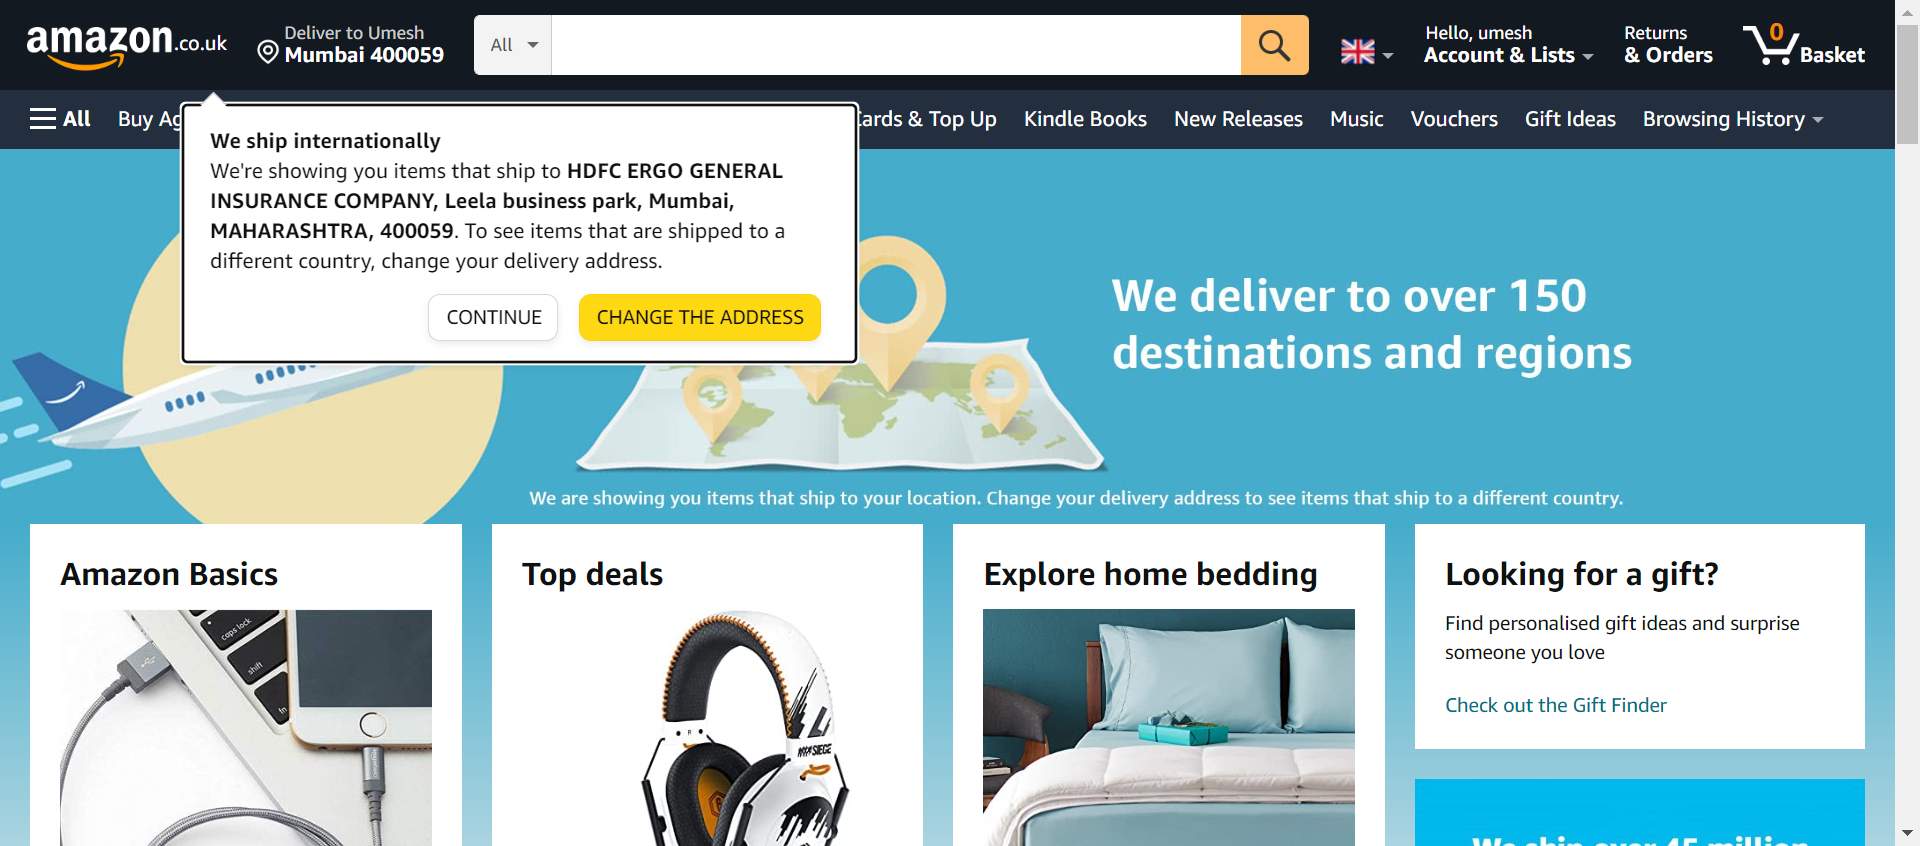 amazon.co.uk
Deliver to Umesh
Mumbai 400059
All
Hello, umesh
Account & Lists
Returns
& Orders
0
Basket
All
Buy Ag
Cards & Top Up
Kindle Books
New Releases
Music
Vouchers
Gift Ideas
Browsing History
We ship internationally
We're showing you items that ship to HDFC ERGO GENERAL
INSURANCE COMPANY, Leela business park, Mumbai,
MAHARASHTRA, 400059. To see items that are shipped to a
different country, change your delivery address.
CONTINUE
CHANGE THE ADDRESS
We deliver to over 150
destinations and regions
We are showing you items that ship to your location. Change your delivery address to see items that ship to a different country.
Amazon Basics
caps lock
shift
fn
Top deals
R
SIEGE
Explore home bedding
Looking for a gift?
Find personalised gift ideas and surprise
someone you love
Check out the Gift Finder
We ship over 45 million